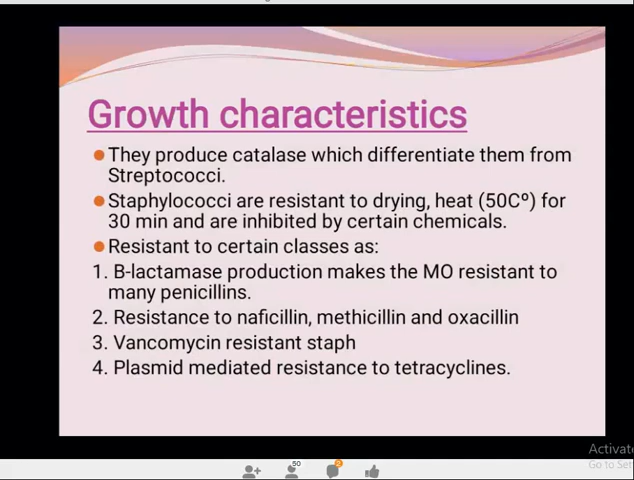 Growth characteristics
They produce catalase which differentiate them from
Streptococci.
Staphylococci are resistant to drying, heat (50Cº) for
30 min and are inhibited by certain chemicals.
Resistant to certain classes as:
1. B-lactamase production makes the MO resistant to
many penicillins.
2. Resistance to naficillin, methicillin and oxacillin
3. Vancomycin resistant staph
4. Plasmid mediated resistance to tetracyclines.
Activat
Go to Set
50
2